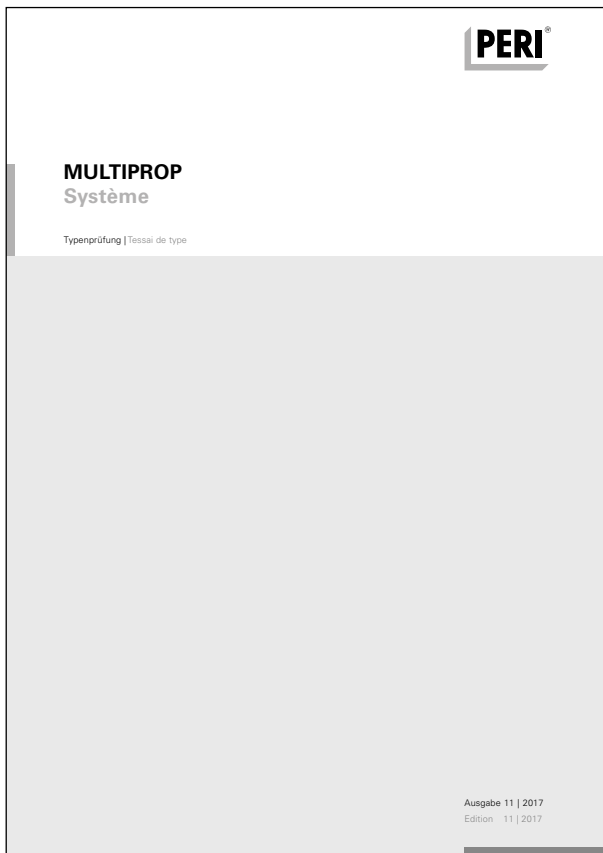 PERI®
MULTIPROP
Système
Typenprüfung | Tessai de type
Ausgabe 11 | 2017
Edition 11 | 2017